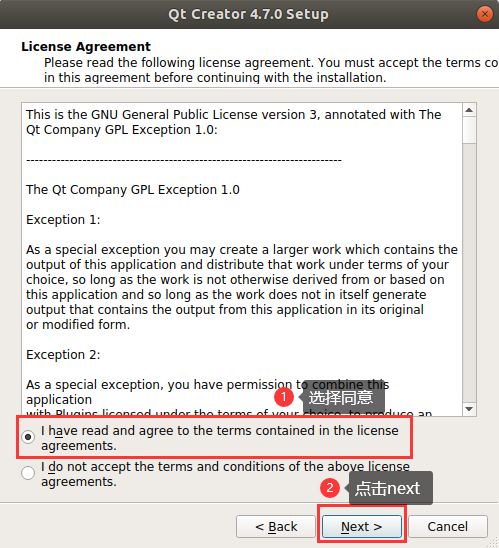 Qt Creator 4.7.0 Setup
License Agreement
Please read the following license agreement. You must accept the terms co
in this agreement before continuing with the installation.
This is the GNU General Public License version 3, annotated with The
Qt Company GPL Exception 1.0:
-------------------------------------------------------------------------
The Qt Company GPL Exception 1.0
Exception 1:
As a special exception you may create a larger work which contains the
output of this application and distribute that work under terms of your
choice, so long as the work is not otherwise derived from or based on
this application and so long as the work does not in itself generate
output that contains the output from this application in its original
or modified form.
Exception 2:
As a special exception, you have permission to combine this
application
with Plugins licensed under the terms of your choice, to produce an
1 选择同意
I have read and agree to the terms contained in the license
agreements.
I do not accept the terms and conditions of the above license
agreements.
2 点击next
< Back
Next >
Cancel